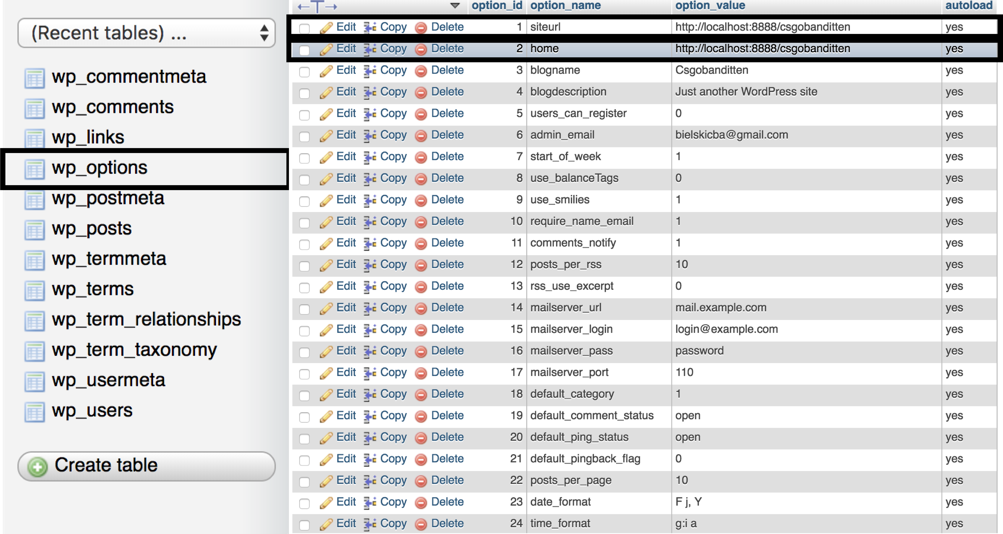 (Recent tables) ...
wp_commentmeta
wp_comments
wp_links
wp_options
wp_postmeta
wp_posts
wp_termmeta
wp_terms
wp_term_relationships
wp_term_taxonomy
wp_usermeta
wp_users
Create table
option_id option_name option_value autoload
Edit Copy Delete 1 siteurl http://localhost:8888/csgobanditten yes
Edit Copy Delete 2 home http://localhost:8888/csgobanditten yes
Edit Copy Delete 3 blogname Csgobanditten yes
Edit Copy Delete 4 blogdescription Just another WordPress site yes
Edit Copy Delete 5 users_can_register 0 yes
Edit Copy Delete 6 admin_email bielskicba@gmail.com yes
Edit Copy Delete 7 start_of_week 1 yes
Edit Copy Delete 8 use_balanceTags 0 yes
Edit Copy Delete 9 use_smilies 1 yes
Edit Copy Delete 10 require_name_email 1 yes
Edit Copy Delete 11 comments_notify 1 yes
Edit Copy Delete 12 posts_per_rss 10 yes
Edit Copy Delete 13 rss_use_excerpt 0 yes
Edit Copy Delete 14 mailserver_url mail.example.com yes
Edit Copy Delete 15 mailserver_login login@example.com yes
Edit Copy Delete 16 mailserver_pass password yes
Edit Copy Delete 17 mailserver_port 110 yes
Edit Copy Delete 18 default_category 1 yes
Edit Copy Delete 19 default_comment_status open yes
Edit Copy Delete 20 default_ping_status open yes
Edit Copy Delete 21 default_pingback_flag 0 yes
Edit Copy Delete 22 posts_per_page 10 yes
Edit Copy Delete 23 date_format F j, Y yes
Edit Copy Delete 24 time_format g:i a yes